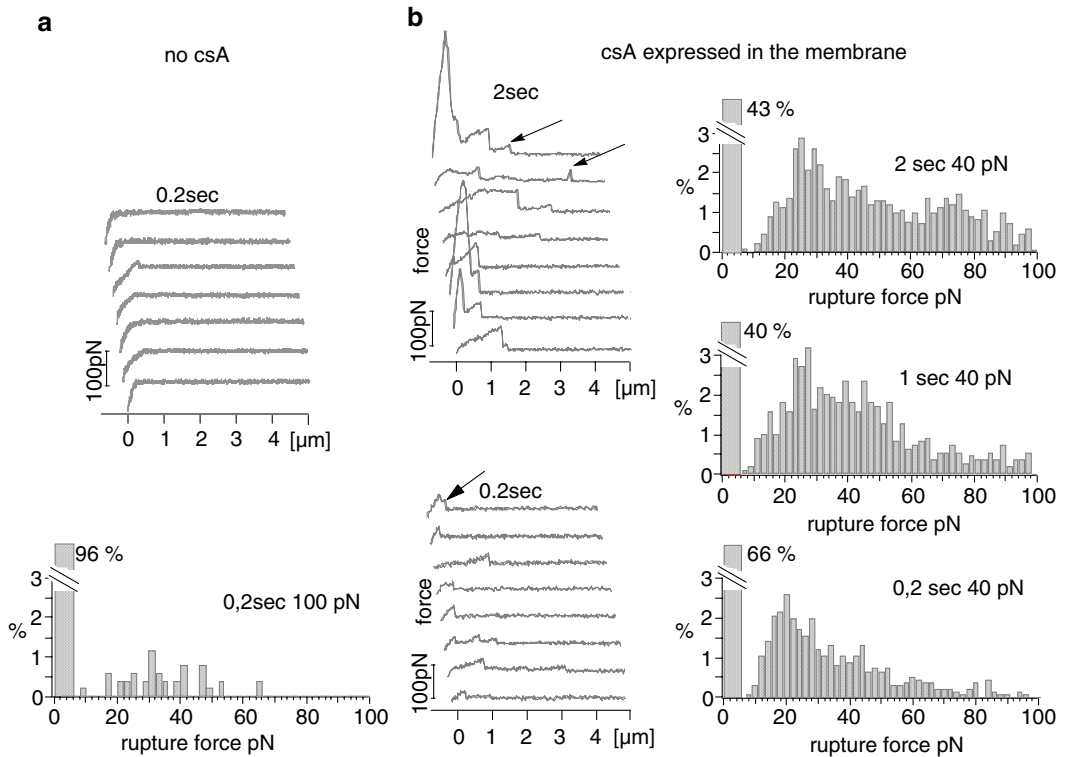 a
no csA
0.2sec
100pN
0 1 2 3 4 [µm]
96 %
3
2
1
0
%
0,2sec 100 pN
0 20 40 60 80 100
rupture force pN
b
csA expressed in the membrane
2sec
force
100pN
0 1 2 3 4 [µm]
0.2sec
force
100pN
0 1 2 3 4 [µm]
43 %
3
2
1
0
%
2 sec 40 pN
0 20 40 60 80 100
rupture force pN
40 %
3
2
1
0
%
1 sec 40 pN
0 20 40 60 80 100
rupture force pN
66 %
3
2
1
0
%
0,2 sec 40 pN
0 20 40 60 80 100
rupture force pN